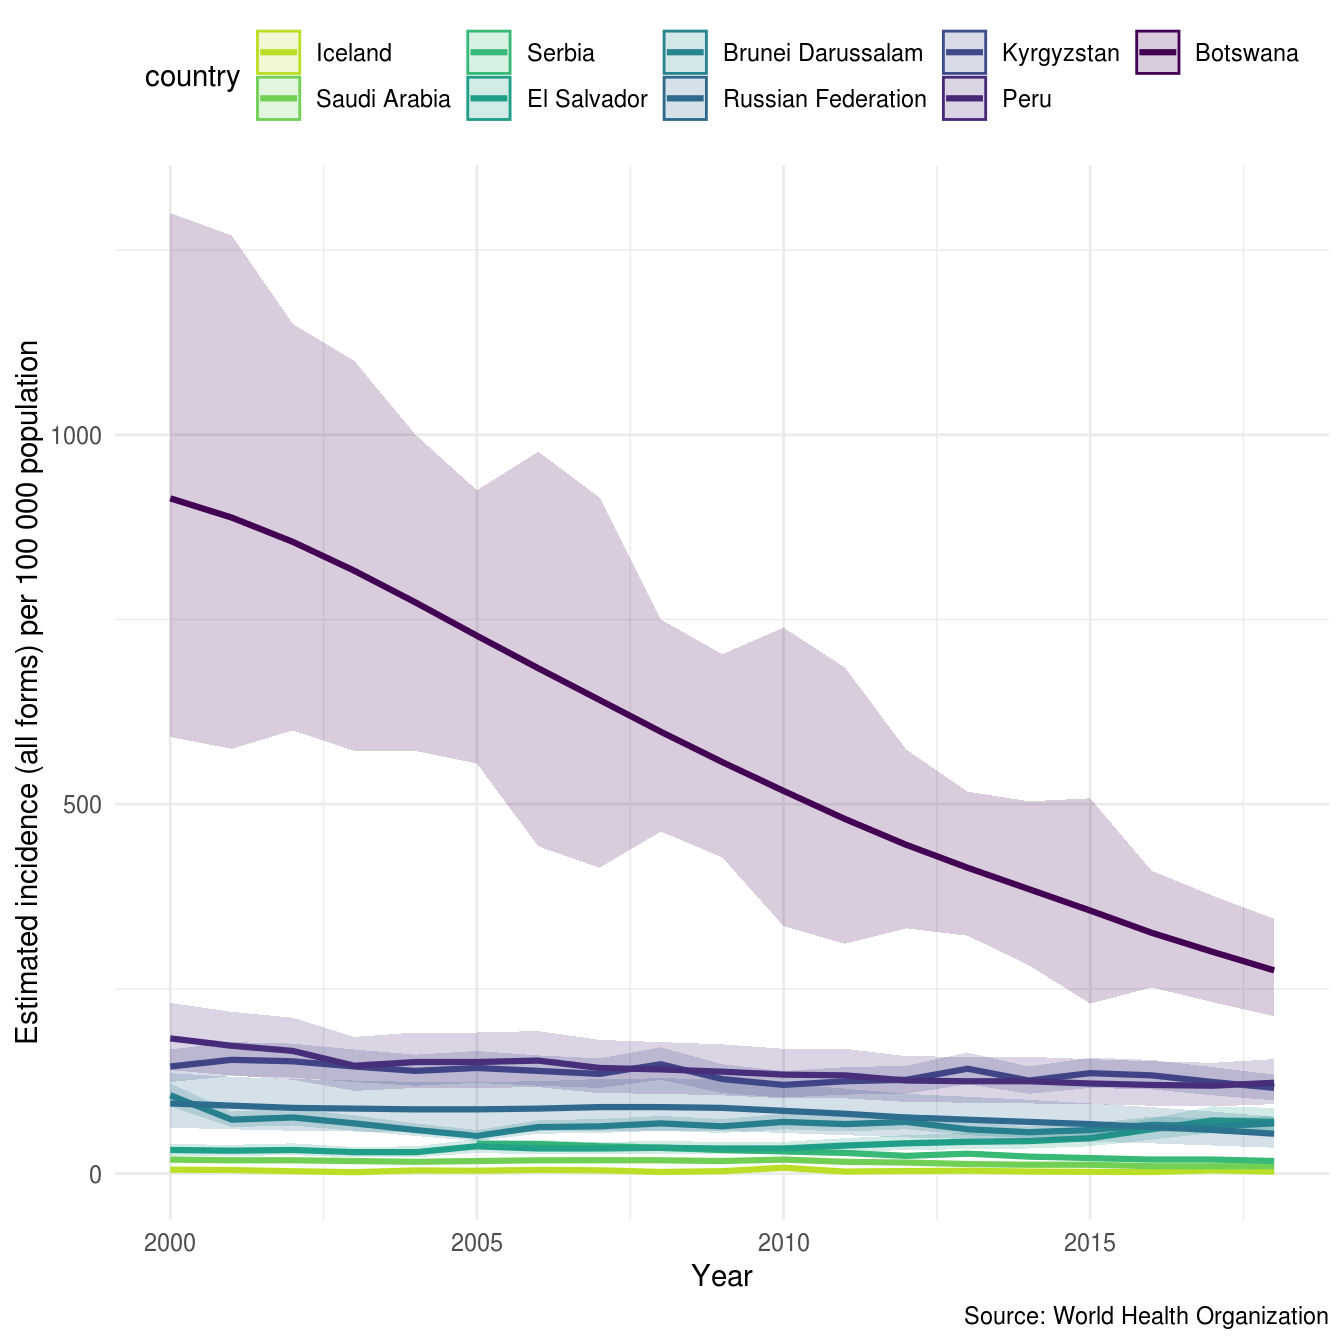 country
Iceland
Serbia
Brunei Darussalam
Kyrgyzstan
Botswana
Saudi Arabia
El Salvador
Russian Federation
Peru
Estimated incidence (all forms) per 100 000 population
1000
500
0
2000
2005
2010
2015
Year
Source: World Health Organization